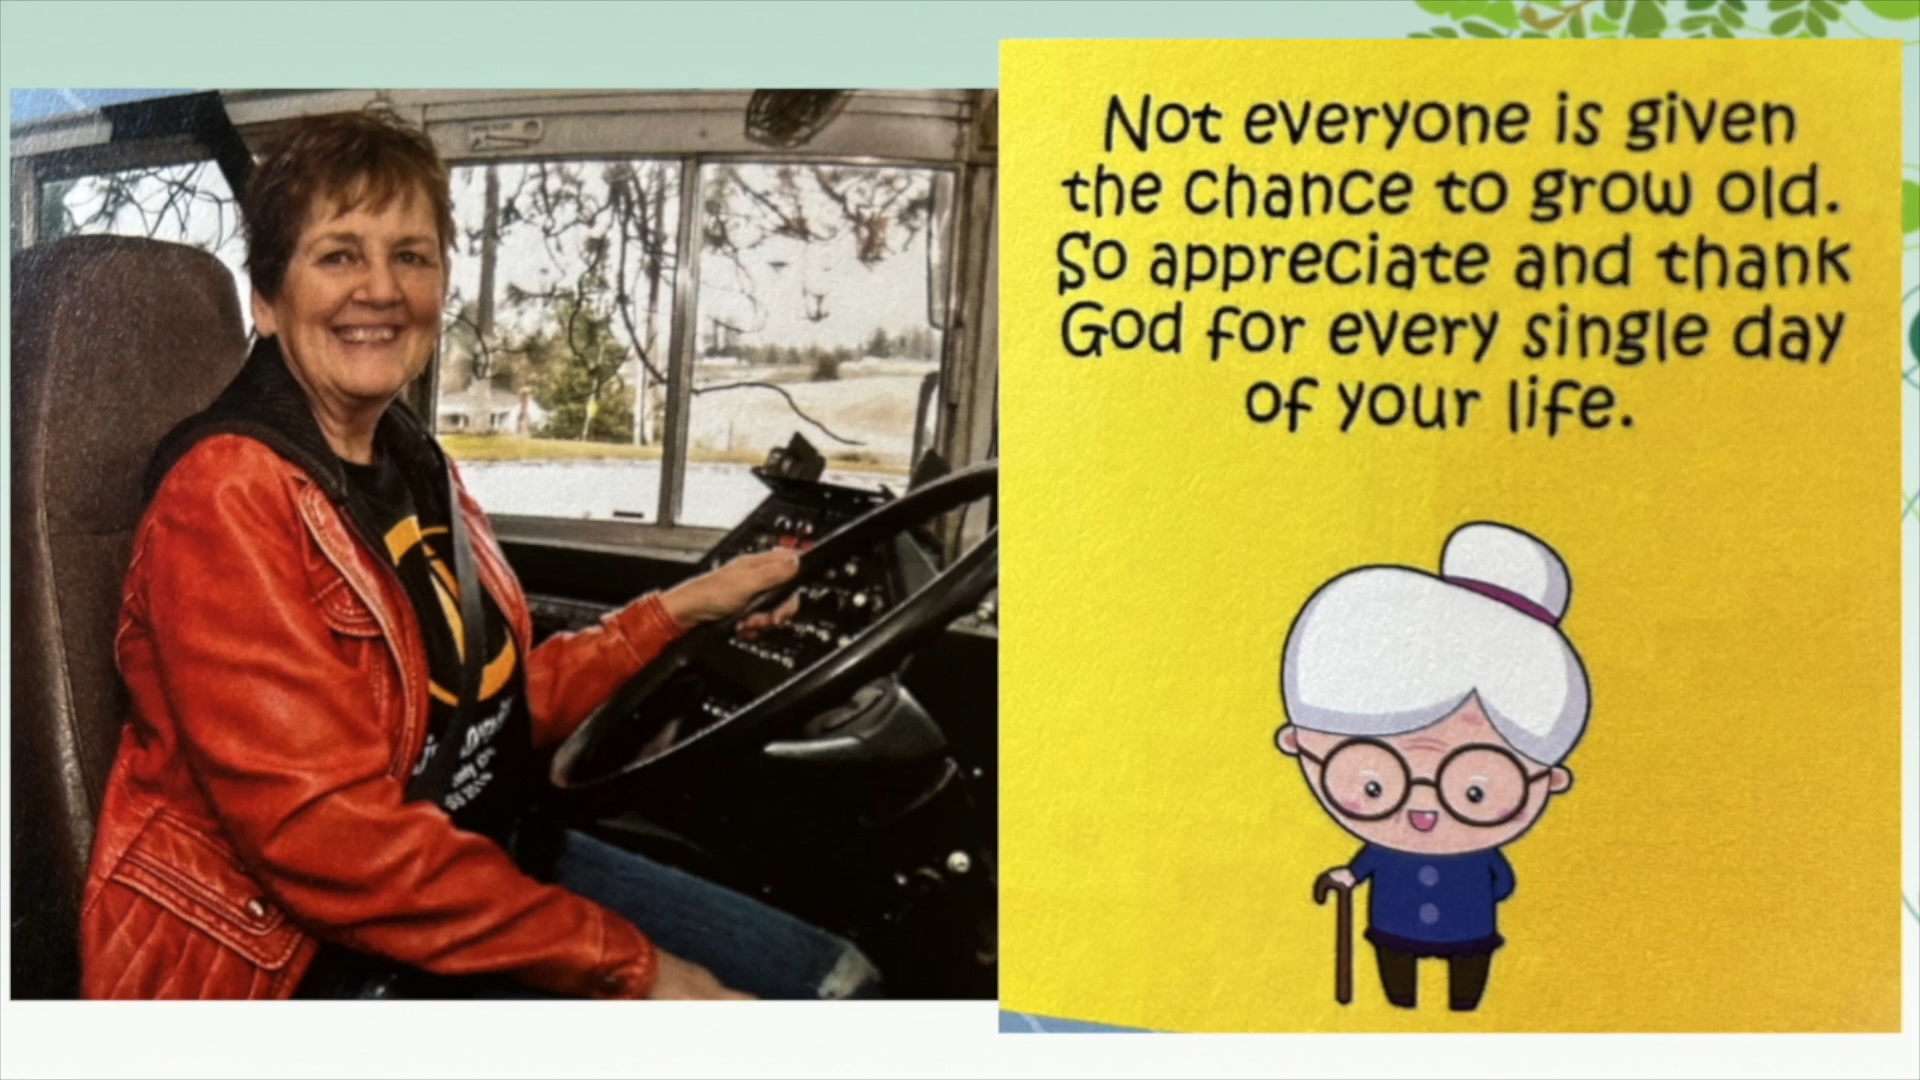 Not everyone is given
the chance to grow old.
So appreciate and thank
God for every single day
of your life.